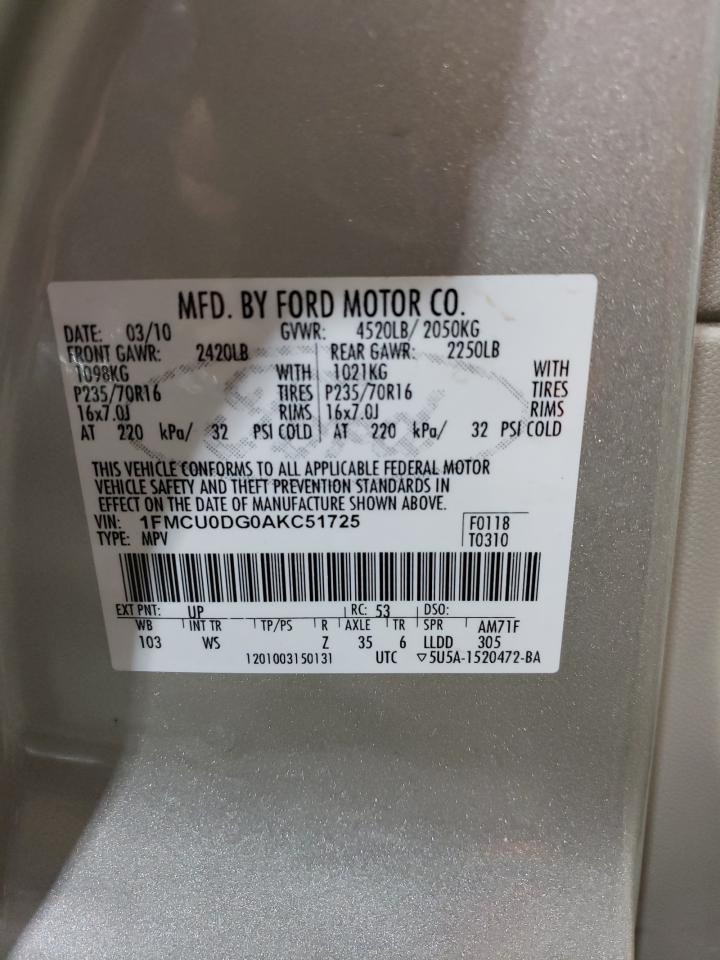 MFD. BY FORD MOTOR CO.
DATE: 03/10 GVWR: 4520LB/ 2050KG
FRONT GAWR: 2420LB REAR GAWR: 2250LB
1098KG WITH 1021KG WITH
P235/70R16 TIRES P235/70R16 TIRES
16x7.0J RIMS 16x7.0J RIMS
AT 220 kPa/ 32 PSI COLD AT 220 kPa/ 32 PSI COLD
THIS VEHICLE CONFORMS TO ALL APPLICABLE FEDERAL MOTOR
VEHICLE SAFETY AND THEFT PREVENTION STANDARDS IN
EFFECT ON THE DATE OF MANUFACTURE SHOWN ABOVE.
VIN: 1FMCU0DG0AKC51725 F0118
TYPE: MPV T0310
EXT PNT: UP RC: 53 DSO:
WB INT TR TP/PS R AXLE TR SPR AM71F
103 WS Z 35 6 LLDD 305
1201003150131 UTC ▽5U5A-1520472-BA